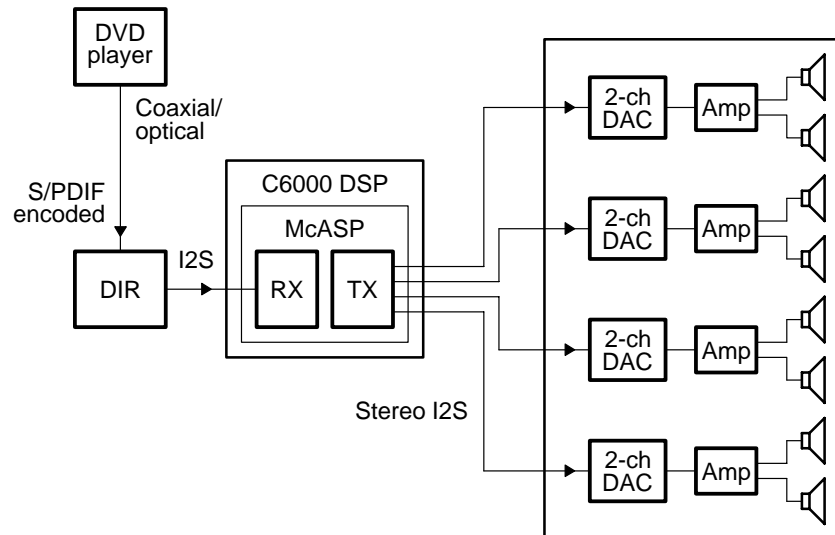 DVD
player
Coaxial/
optical
S/PDIF
encoded
DIR
I2S
C6000 DSP
McASP
RX
TX
Stereo I2S
2-ch
DAC
Amp
2-ch
DAC
Amp
2-ch
DAC
Amp
2-ch
DAC
Amp